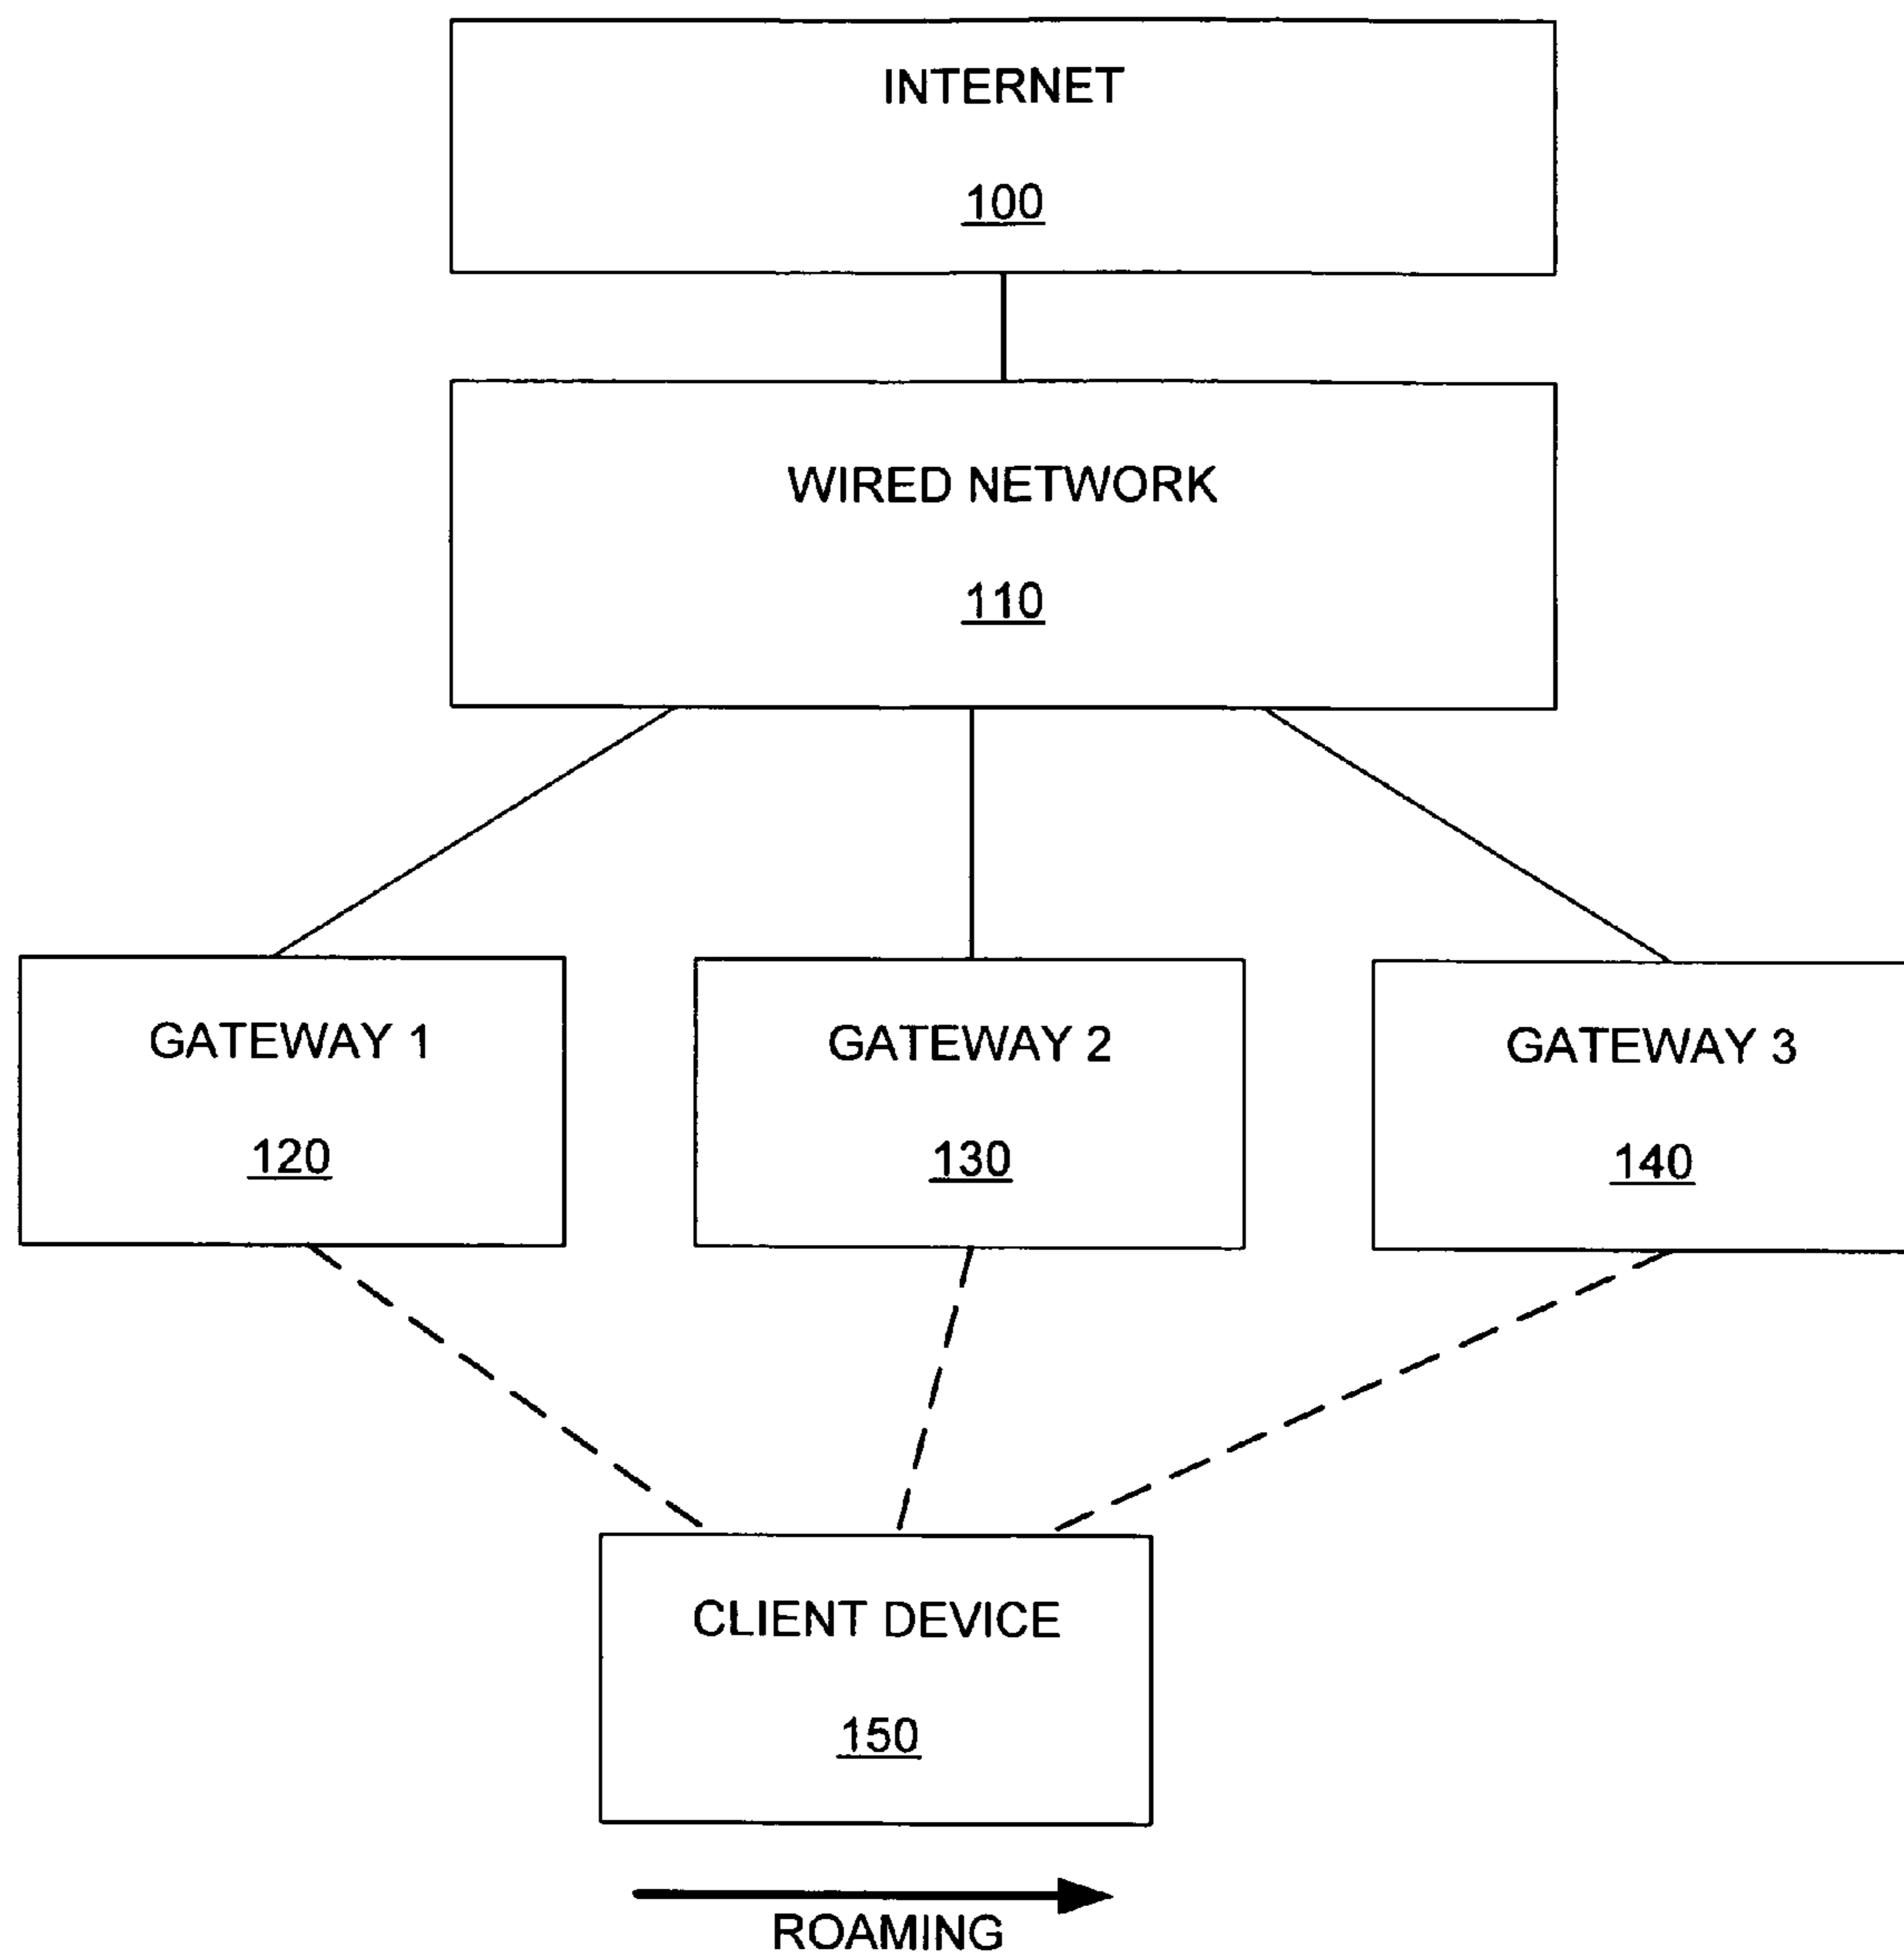 INTERNET
100
WIRED NETWORK
110
GATEWAY 1
120
GATEWAY 2
130
GATEWAY 3
140
CLIENT DEVICE
150
ROAMING